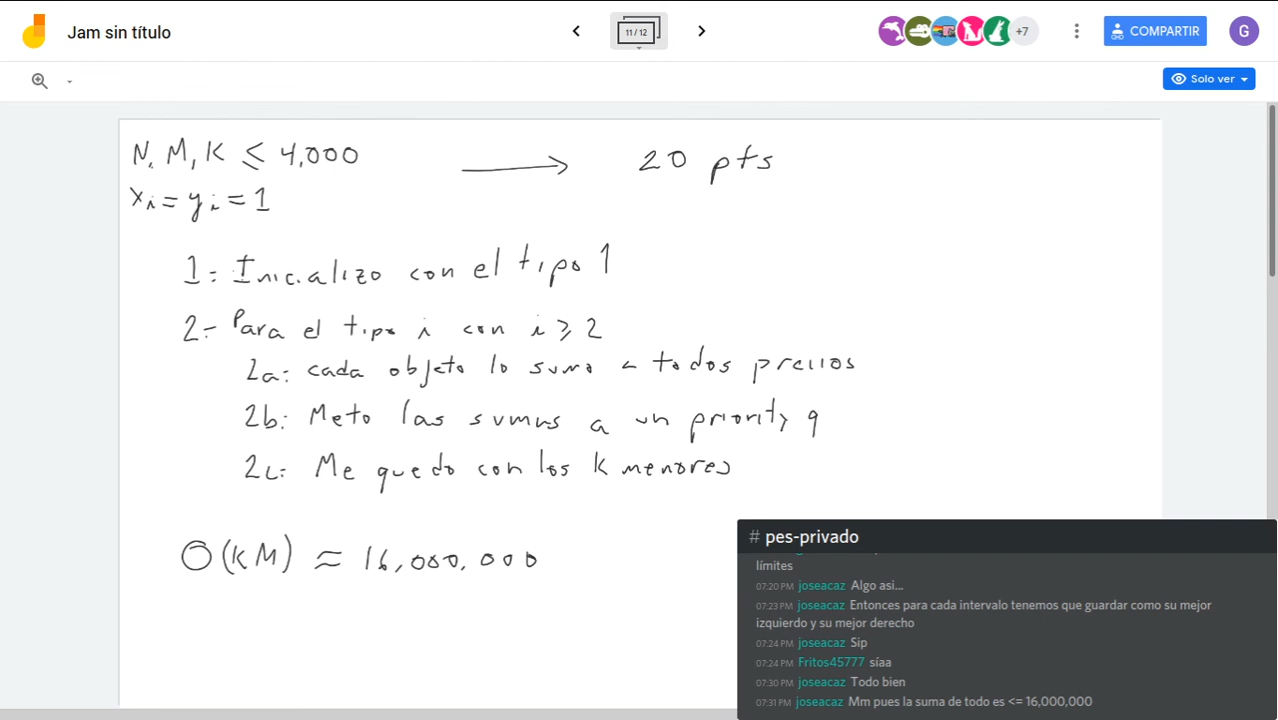 Jam sin título
11 / 12
+7
COMPARTIR
G
Solo ver
N, M, K ≤ 4,000 → 20 pts
xi = yi = 1
1: Inicializo con el tipo 1
2: Para el tipo i con i ≥ 2
2a: cada objeto lo sumo a todos precios
2b: Meto las sumas a un priority q
2c: Me quedo con los k menores
O(KM) ≈ 16,000,000
# pes-privado
límites
07:20 PM joseacaz Algo asi...
07:23 PM joseacaz Entonces para cada intervalo tenemos que guardar como su mejor
izquierdo y su mejor derecho
07:24 PM joseacaz Sip
07:24 PM Fritos45777 síaa
07:30 PM joseacaz Todo bien
07:31 PM joseacaz Mm pues la suma de todo es <= 16,000,000